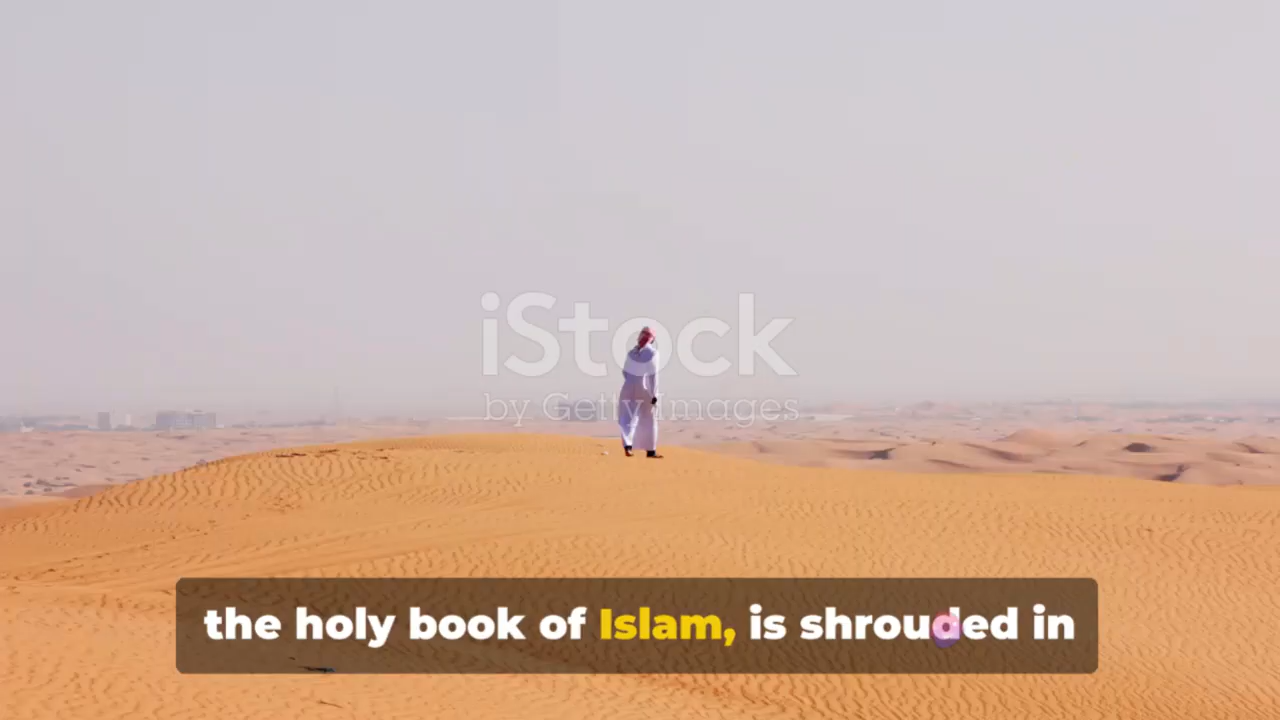 iStock
by Getty Images
the holy book of Islam, is shrouded in